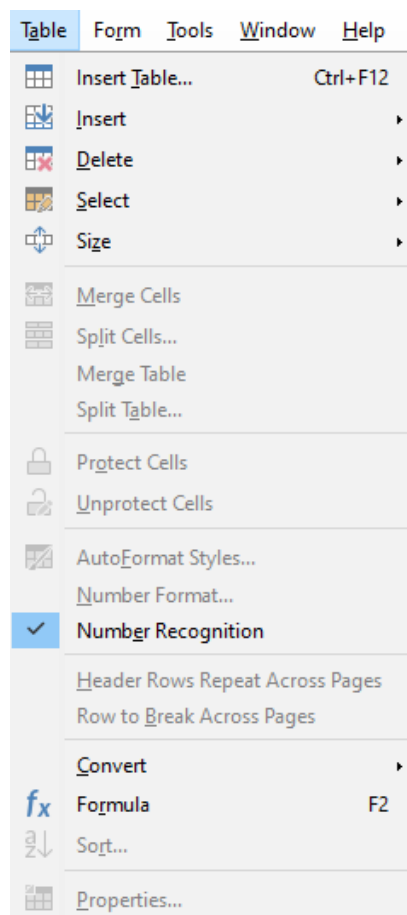 Table Form Tools Window Help
Insert Table... Ctrl+F12
Insert
Delete
Select
Size
Merge Cells
Split Cells...
Merge Table
Split Table...
Protect Cells
Unprotect Cells
AutoFormat Styles...
Number Format...
Number Recognition
Header Rows Repeat Across Pages
Row to Break Across Pages
Convert
fx Formula F2
Sort...
Properties...